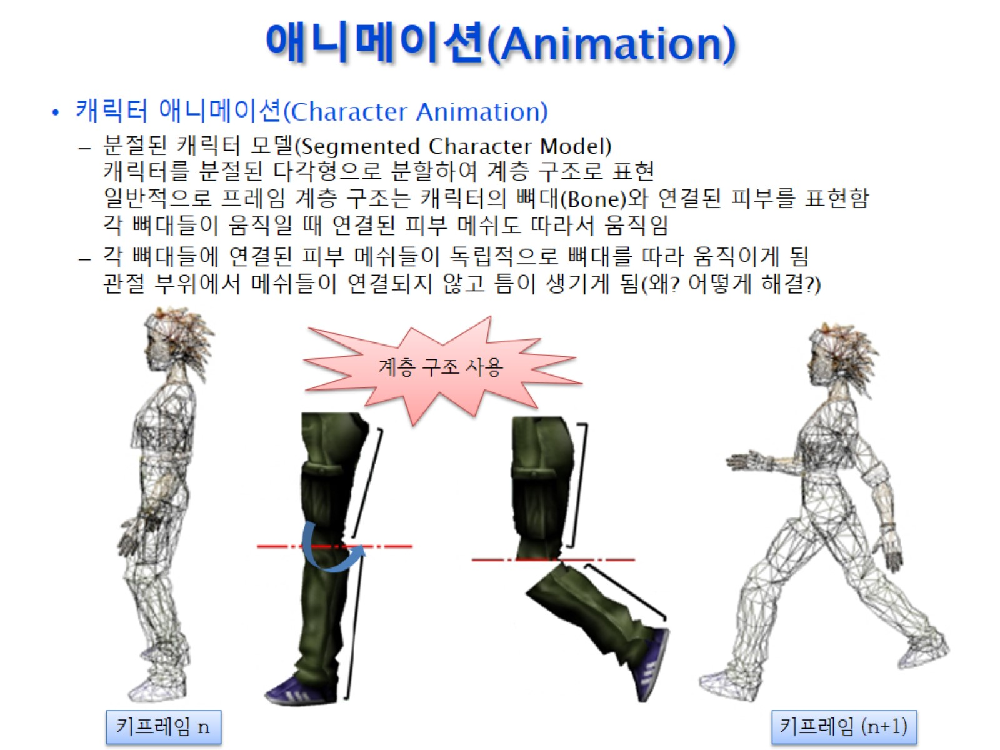 애니메이션(Animation)
• 캐릭터 애니메이션(Character Animation)
– 분절된 캐릭터 모델(Segmented Character Model)
캐릭터를 분절된 다각형으로 분할하여 계층 구조로 표현
일반적으로 프레임 계층 구조는 캐릭터의 뼈대(Bone)와 연결된 피부를 표현함
각 뼈대들이 움직일 때 연결된 피부 메쉬도 따라서 움직임
– 각 뼈대들에 연결된 피부 메쉬들이 독립적으로 뼈대를 따라 움직이게 됨
관절 부위에서 메쉬들이 연결되지 않고 틈이 생기게 됨(왜? 어떻게 해결?)
계층 구조 사용
키프레임 n
키프레임 (n+1)